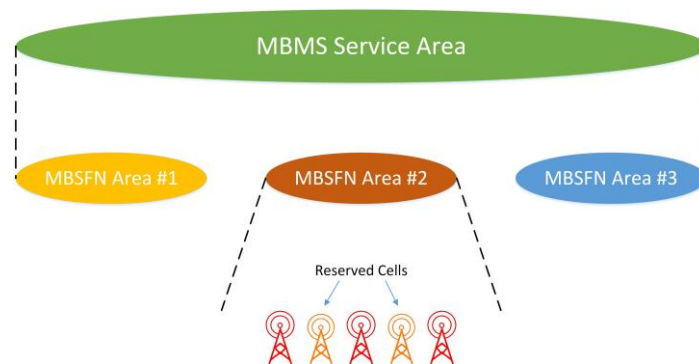 MBMS Service Area
MBSFN Area #1
MBSFN Area #2
MBSFN Area #3
Reserved Cells